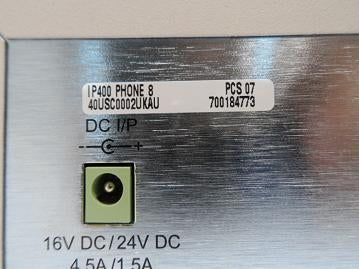 IP400 PHONE 8 PCS 07
40USC0002UKAU 700184773
DC I/P
- +
16V DC/24V DC
4.5A/1.5A